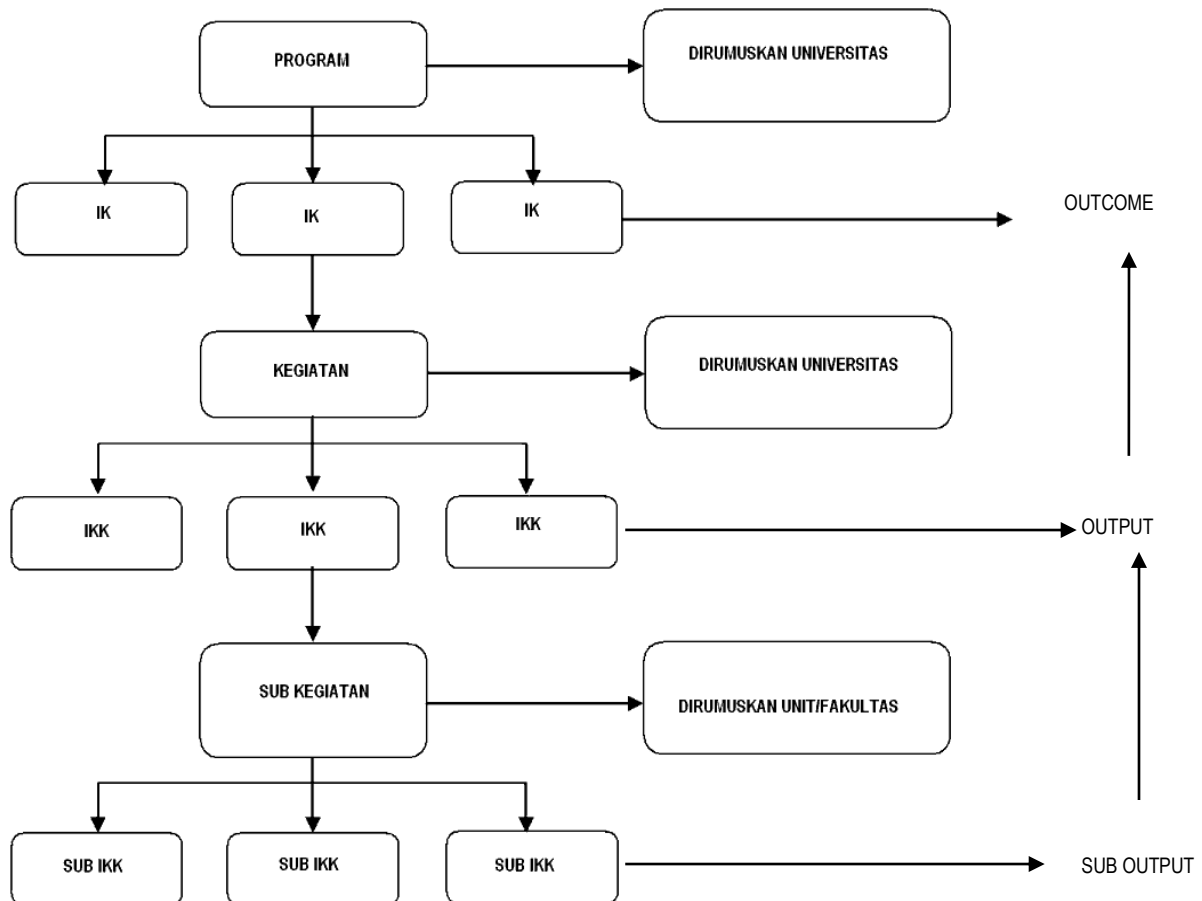 PROGRAM
DIRUMUSKAN UNIVERSITAS
IK
IK
IK
OUTCOME
KEGIATAN
DIRUMUSKAN UNIVERSITAS
IKK
IKK
IKK
OUTPUT
SUB KEGIATAN
DIRUMUSKAN UNIT/FAKULTAS
SUB IKK
SUB IKK
SUB IKK
SUB OUTPUT